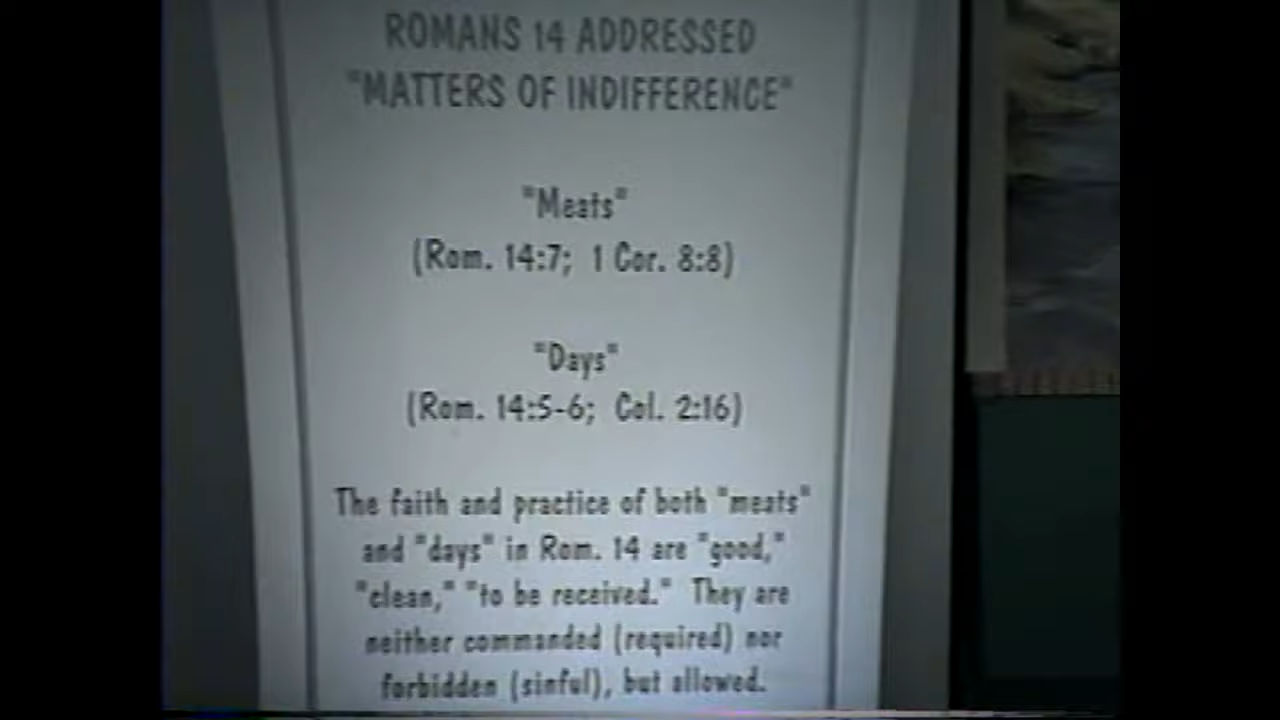 ROMANS 14 ADDRESSED
"MATTERS OF INDIFFERENCE"
"Meats"
(Rom. 14:7; 1 Cor. 8:8)
"Days"
(Rom. 14:5-6; Col. 2:16)
The faith and practice of both "meats"
and "days" in Rom. 14 are "good,"
"clean," "to be received." They are
neither commanded (required) nor
forbidden (sinful), but allowed.